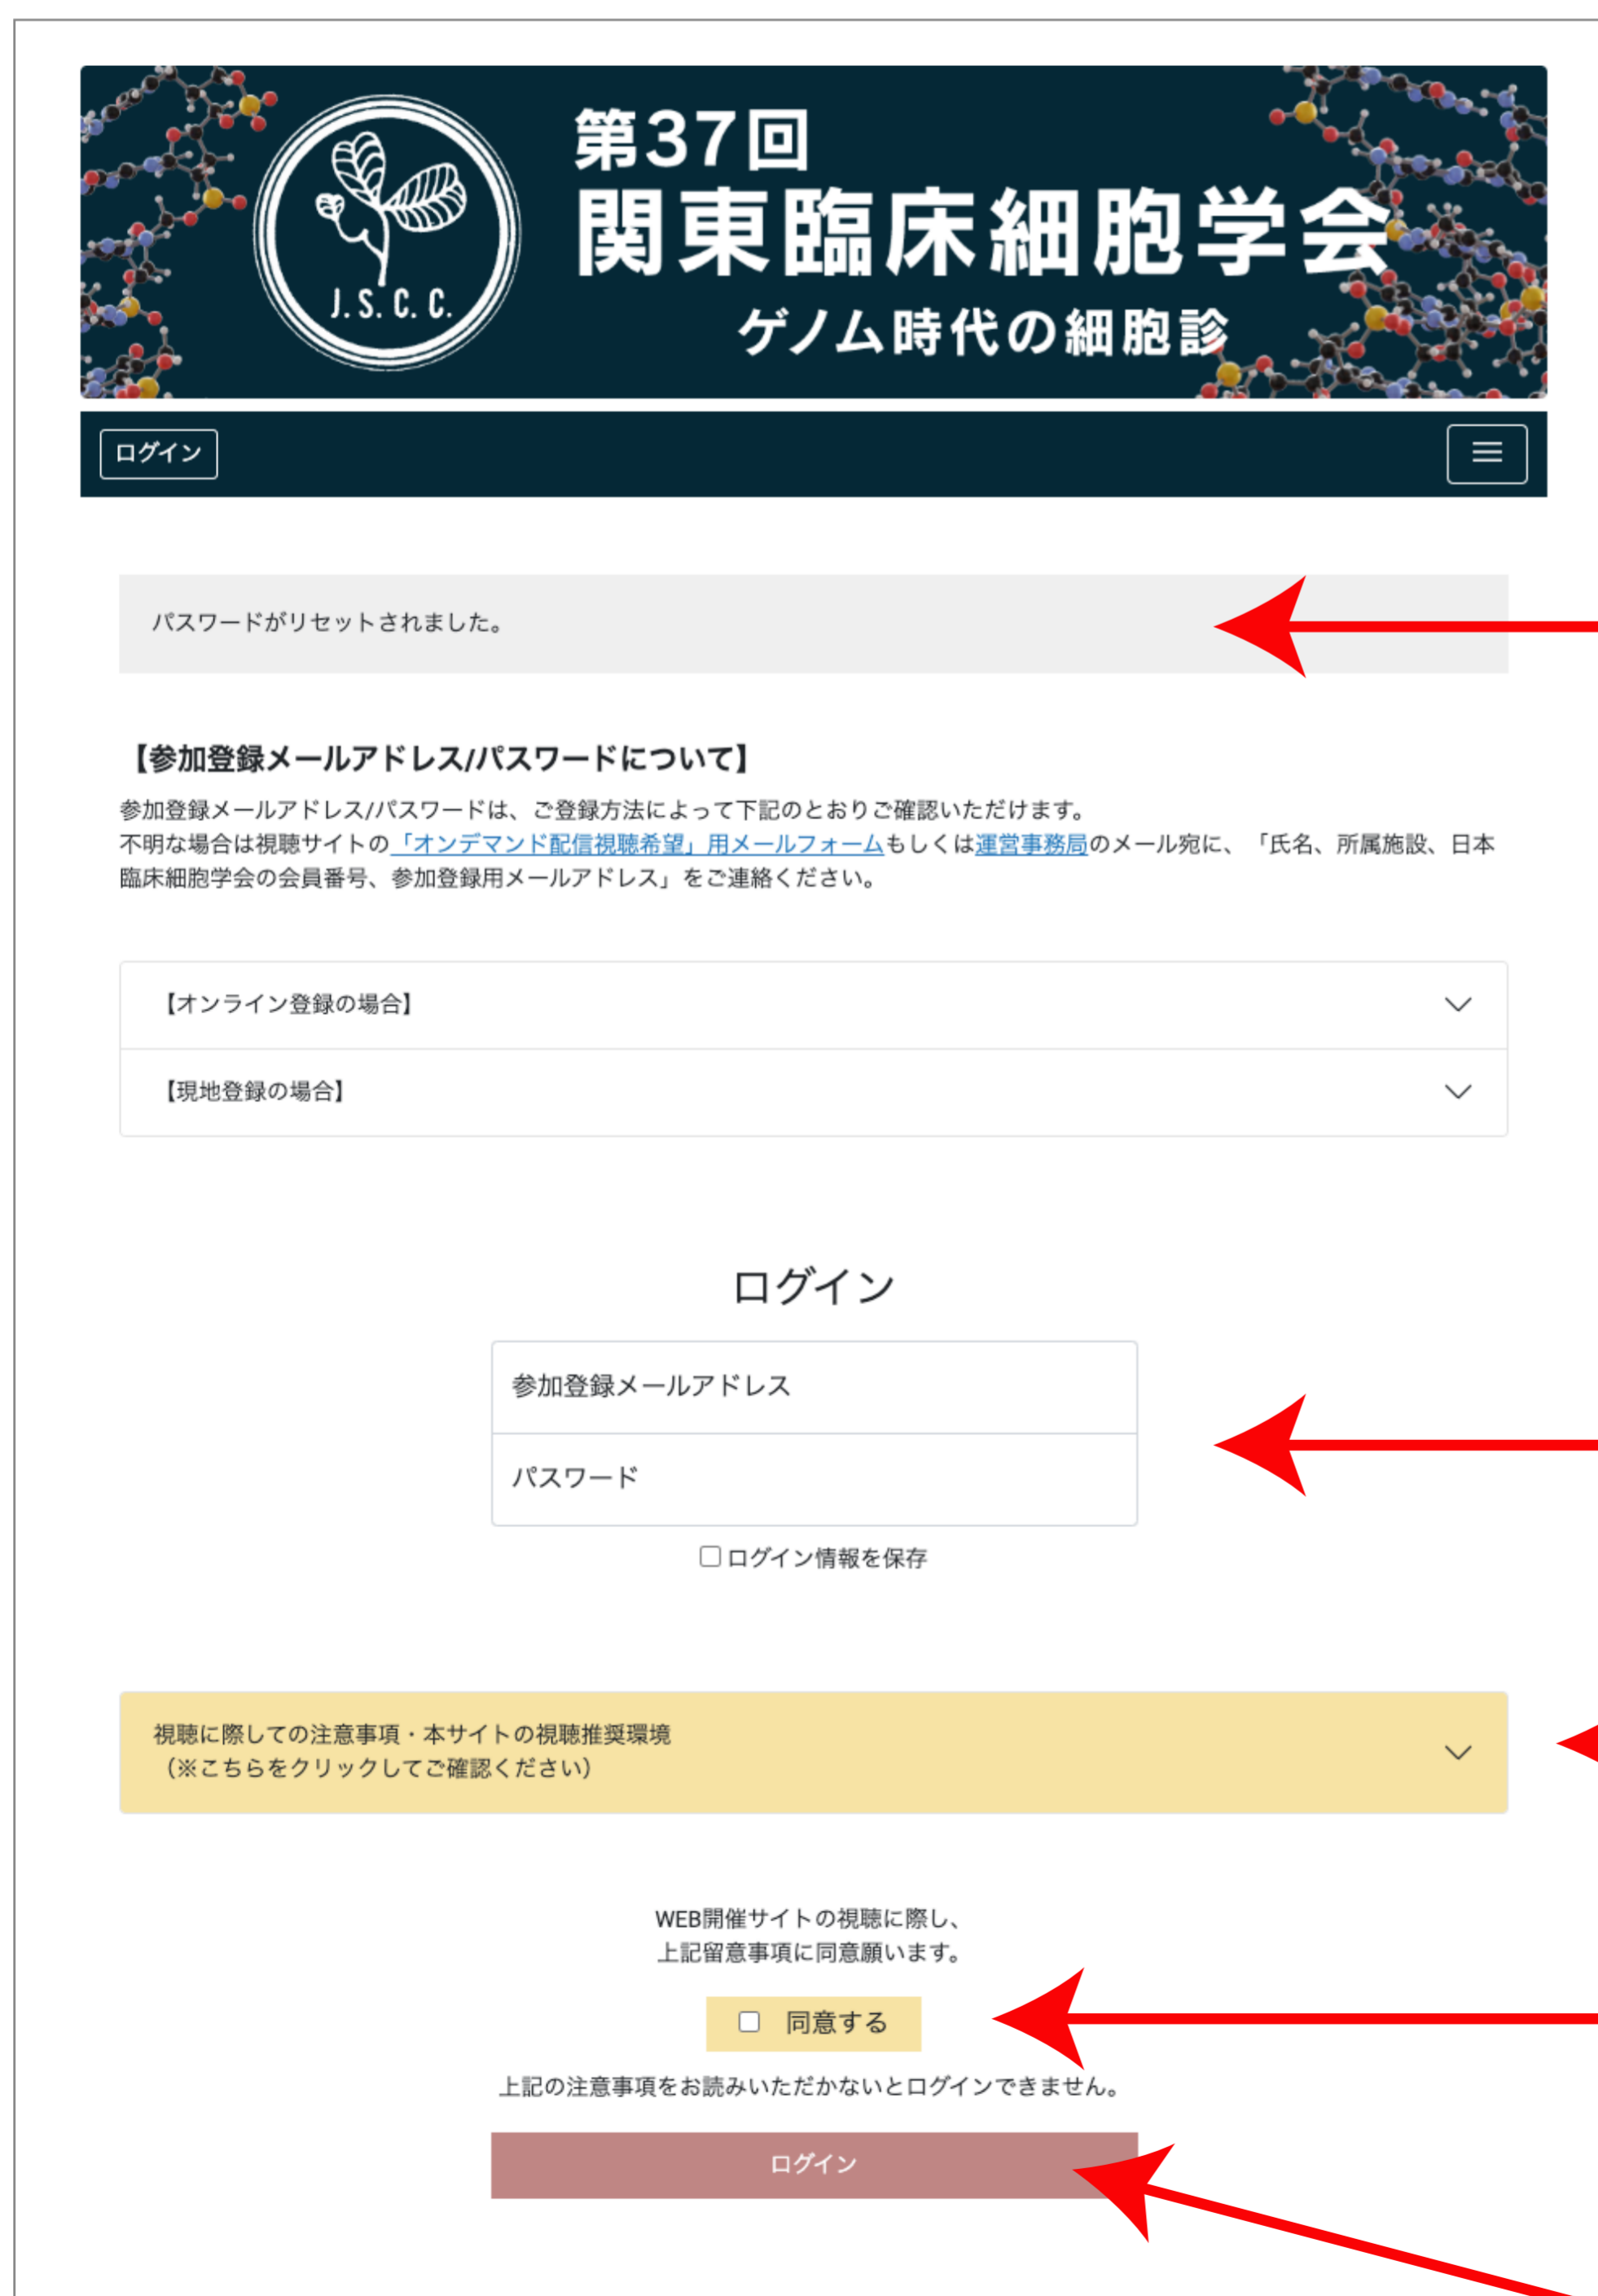 第37回
関東臨床細胞学会
ゲノム時代の細胞診
J.S.C.C.
ログイン
パスワードがリセットされました。
【参加登録メールアドレス/パスワードについて】
参加登録メールアドレス/パスワードは、ご登録方法によって下記のとおりご確認いただけます。
不明な場合は視聴サイトの「オンデマンド配信視聴希望」用メールフォームもしくは運営事務局のメール宛に、「氏名、所属施設、日本
臨床細胞学会の会員番号、参加登録用メールアドレス」をご連絡ください。
【オンライン登録の場合】
【現地登録の場合】
ログイン
参加登録メールアドレス
パスワード
ログイン情報を保存
視聴に際しての注意事項・本サイトの視聴推奨環境
（※こちらをクリックしてご確認ください）
WEB開催サイトの視聴に際し、
上記留意事項に同意願います。
同意する
上記の注意事項をお読みいただかないとログインできません。
ログイン